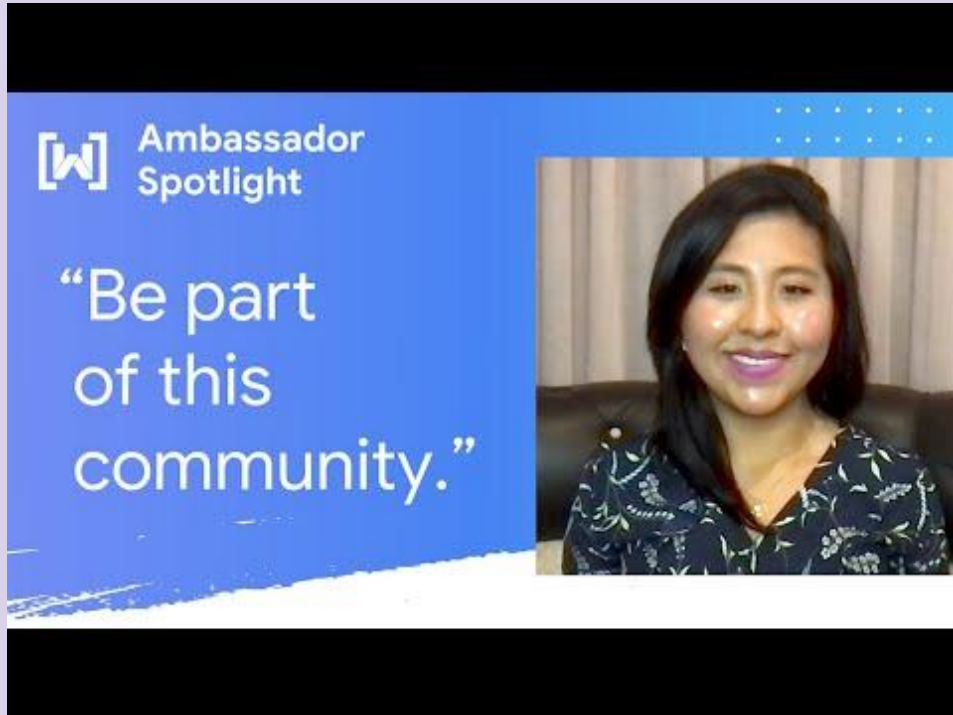 [W]
Ambassador
Spotlight
“Be part
of this
community.”